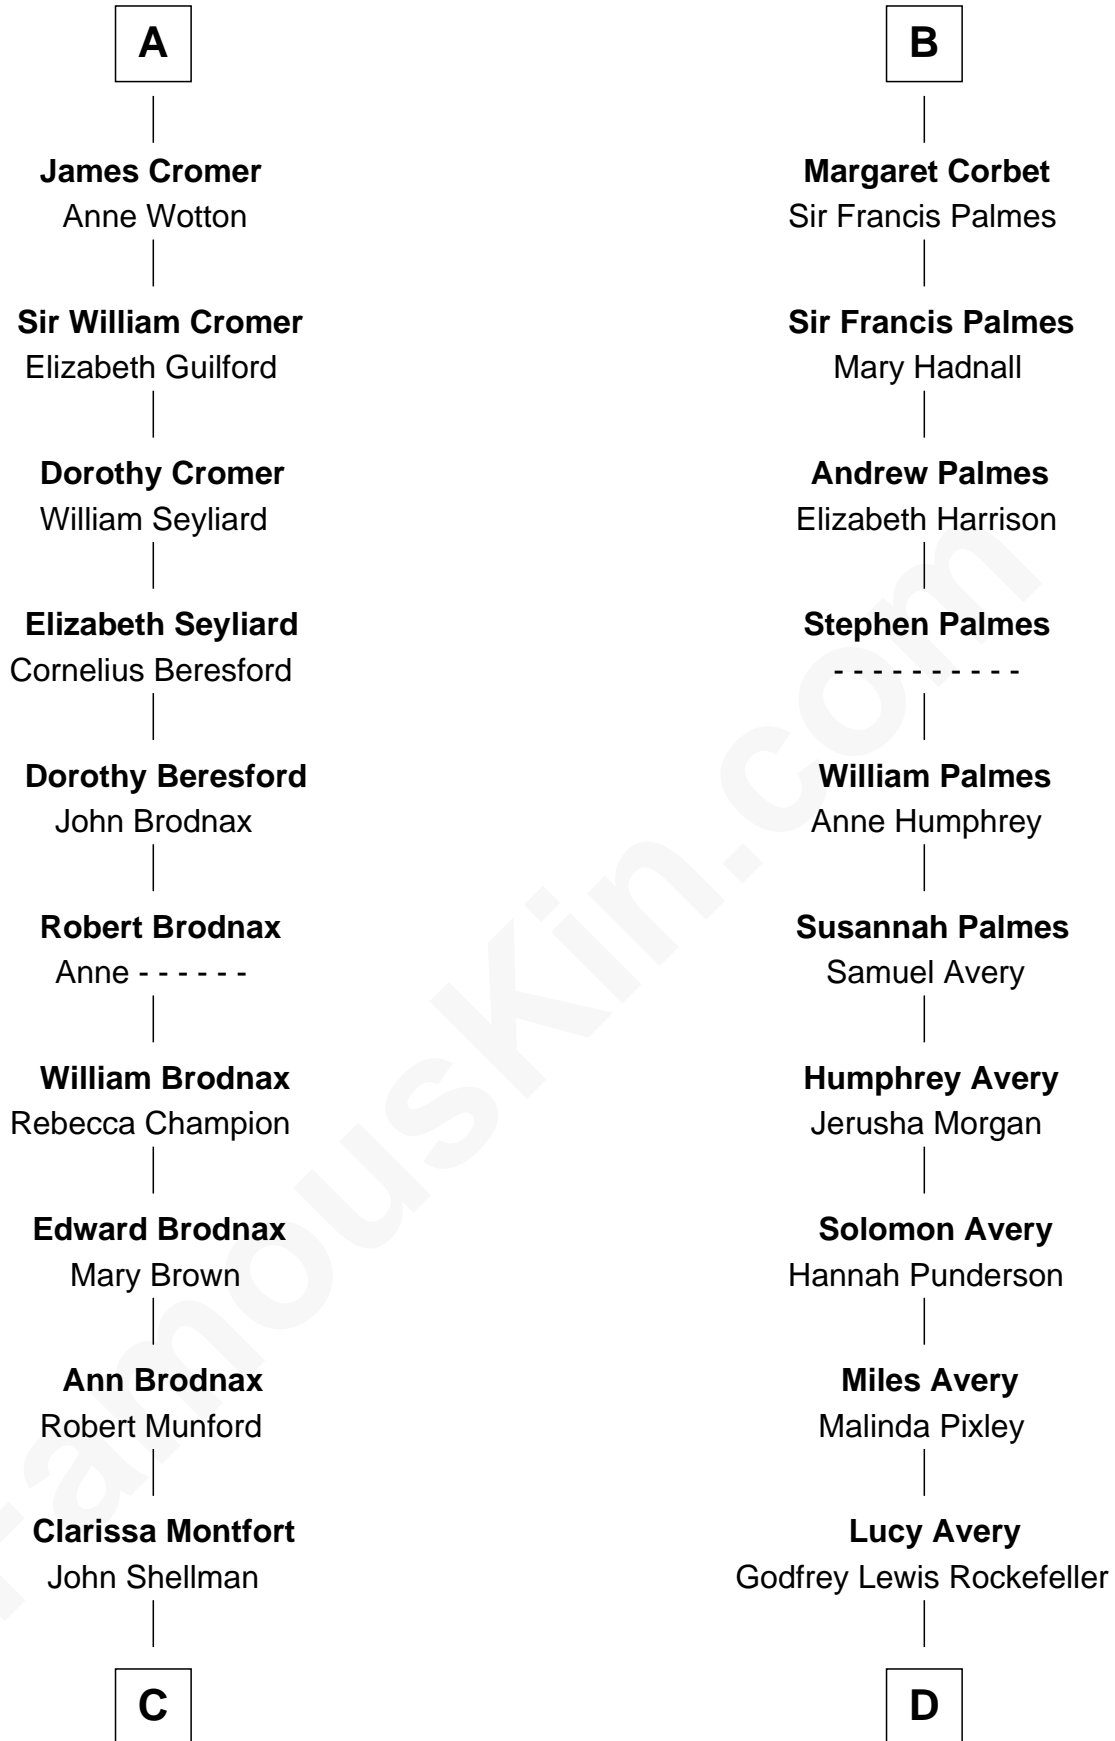 A
James Cromer
Anne Wotton
Sir William Cromer
Elizabeth Guilford
Dorothy Cromer
William Seyliard
Elizabeth Seyliard
Cornelius Beresford
Dorothy Beresford
John Brodnax
Robert Brodnax
Anne - - - - - -
William Brodnax
Rebecca Champion
Edward Brodnax
Mary Brown
Ann Brodnax
Robert Munford
Clarissa Montfort
John Shellman
C
B
Margaret Corbet
Sir Francis Palmes
Sir Francis Palmes
Mary Hadnall
Andrew Palmes
Elizabeth Harrison
Stephen Palmes
- - - - - - - - - -
William Palmes
Anne Humphrey
Susannah Palmes
Samuel Avery
Humphrey Avery
Jerusha Morgan
Solomon Avery
Hannah Punderson
Miles Avery
Malinda Pixley
Lucy Avery
Godfrey Lewis Rockefeller
D
FamousKin.com